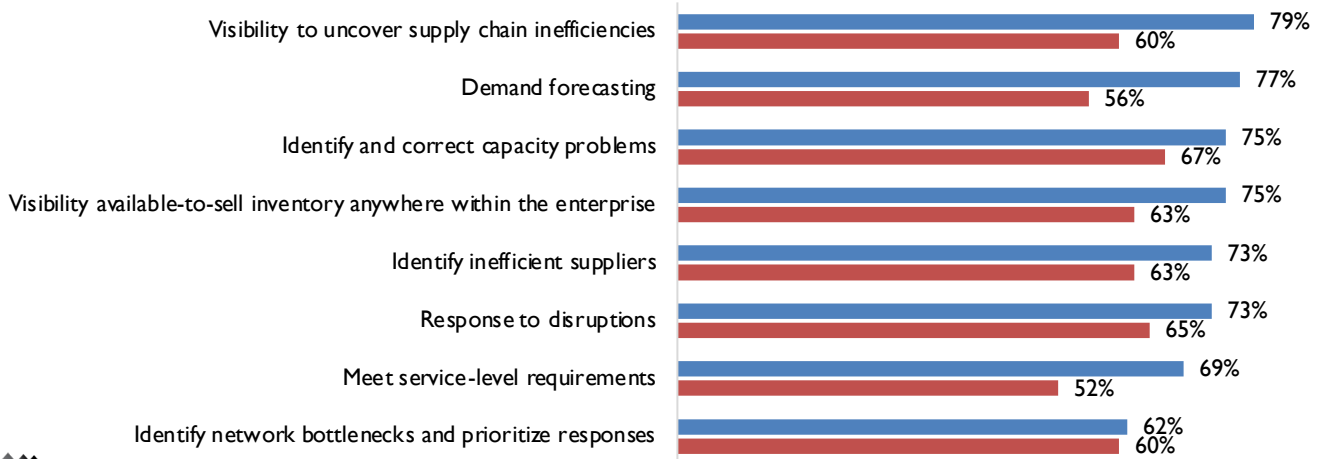 Visibility to uncover supply chain inefficiencies
79%
60%
Demand forecasting
77%
56%
Identify and correct capacity problems
75%
67%
Visibility available-to-sell inventory anywhere within the enterprise
75%
63%
Identify inefficient suppliers
73%
63%
Response to disruptions
73%
65%
Meet service-level requirements
69%
52%
Identify network bottlenecks and prioritize responses
62%
60%